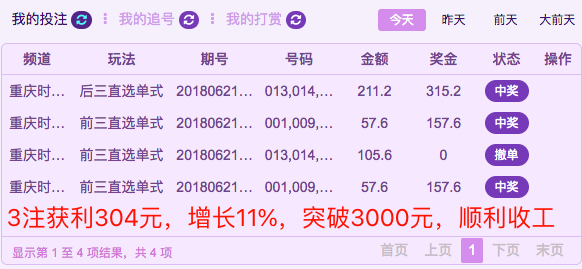 我的投注 我的追号 我的打赏 今天 昨天 前天 大前天
频道 玩法 期号 号码 金额 奖金 状态 操作
重庆时... 后三直选单式 20180621... 013,014,... 211.2 315.2 中奖
重庆时... 前三直选单式 20180621... 001,009,... 57.6 157.6 中奖
重庆时... 前三直选单式 20180621... 013,014,... 105.6 0 撤单
重庆时... 前三直选单式 20180621... 001,009,... 57.6 157.6 中奖
3注获利304元，增长11%，突破3000元，顺利收工
显示第 1 至 4 项结果，共 4 项 首页 上页 1 下页 末页